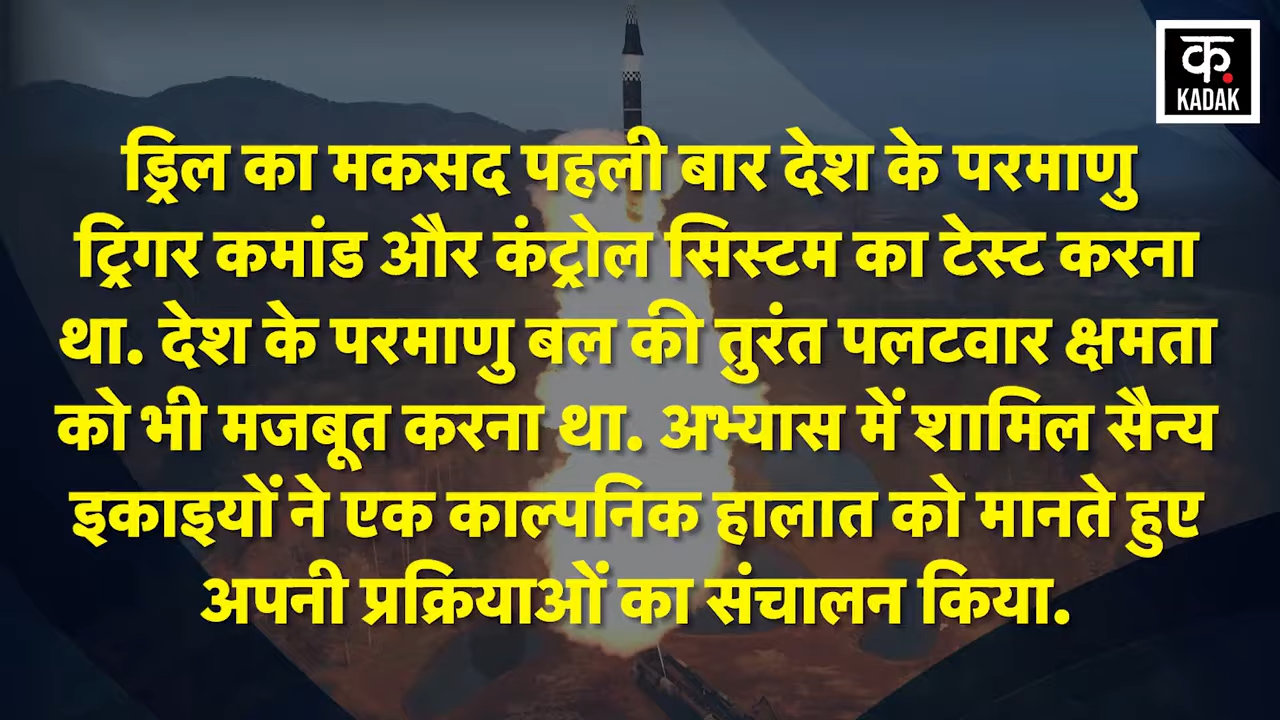 क.
KADAK
ड्रिल का मकसद पहली बार देश के परमाणु
ट्रिगर कमांड और कंट्रोल सिस्टम का टेस्ट करना
था. देश के परमाणु बल की तुरंत पलटवार क्षमता
को भी मजबूत करना था. अभ्यास में शामिल सैन्य
इकाइयों ने एक काल्पनिक हालात को मानते हुए
अपनी प्रक्रियाओं का संचालन किया.